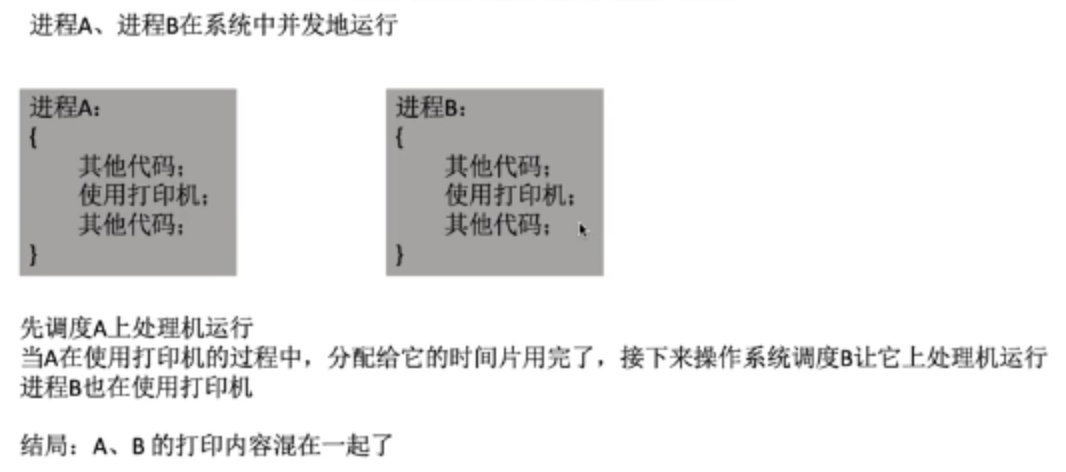 进程A、进程B在系统中并发地运行
进程A：
{
其他代码；
使用打印机；
其他代码；
}
进程B：
{
其他代码；
使用打印机；
其他代码；
}
先调度A上处理机运行
当A在使用打印机的过程中，分配给它的时间片用完了，接下来操作系统调度B让它上处理机运行
进程B也在使用打印机
结局：A、B 的打印内容混在一起了